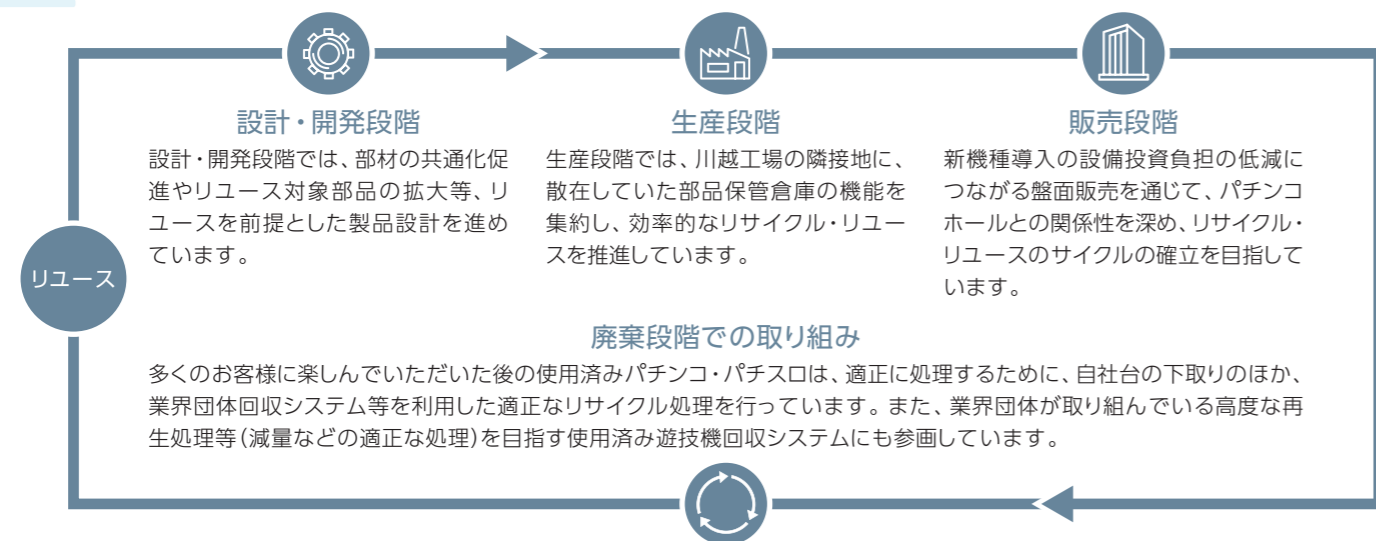 設計・開発段階
設計・開発段階では、部材の共通化促
進やリユース対象部品の拡大等、リ
ユースを前提とした製品設計を進め
ています。
生産段階
生産段階では、川越工場の隣接地に、
散在していた部品保管倉庫の機能を
集約し、効率的なリサイクル・リユー
スを推進しています。
販売段階
新機種導入の設備投資負担の低減に
つながる盤面販売を通じて、パチンコ
ホールとの関係性を深め、リサイクル・
リユースのサイクルの確立を目指して
います。
リユース
廃棄段階での取り組み
多くのお客様に楽しんでいただいた後の使用済みパチンコ・パチスロは、適正に処理するために、自社台の下取りのほか、
業界団体回収システム等を利用した適正なリサイクル処理を行っています。また、業界団体が取り組んでいる高度な再
生処理等(減量などの適正な処理)を目指す使用済み遊技機回収システムにも参画しています。